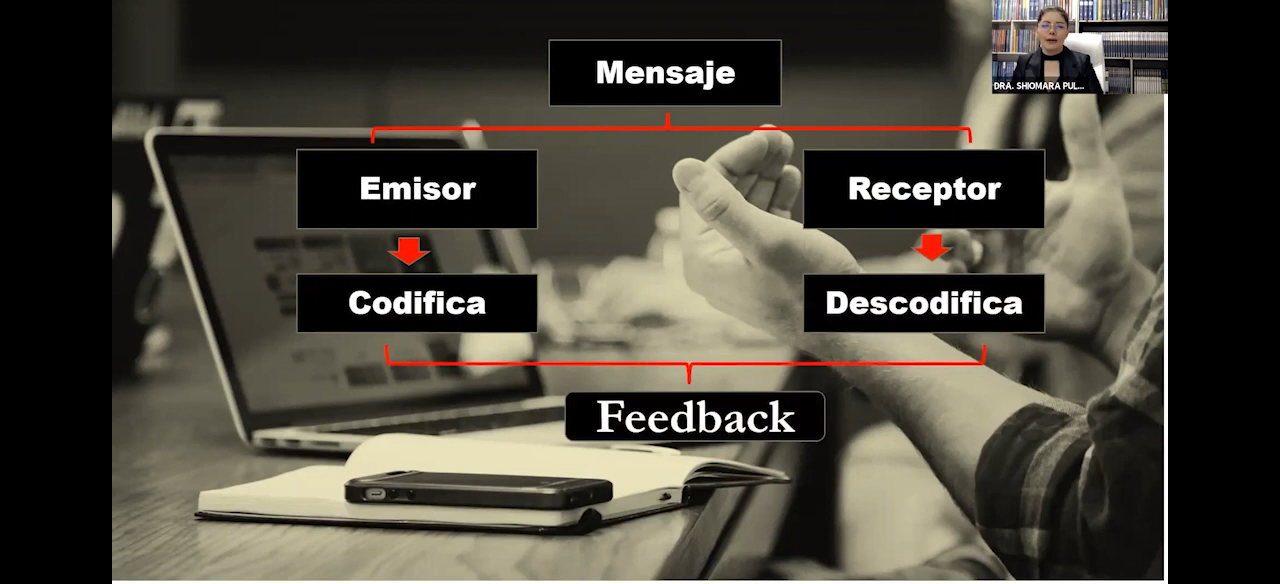 Mensaje
DRA. SHIOMARA PUL...
Emisor
Receptor
Codifica
Descodifica
Feedback